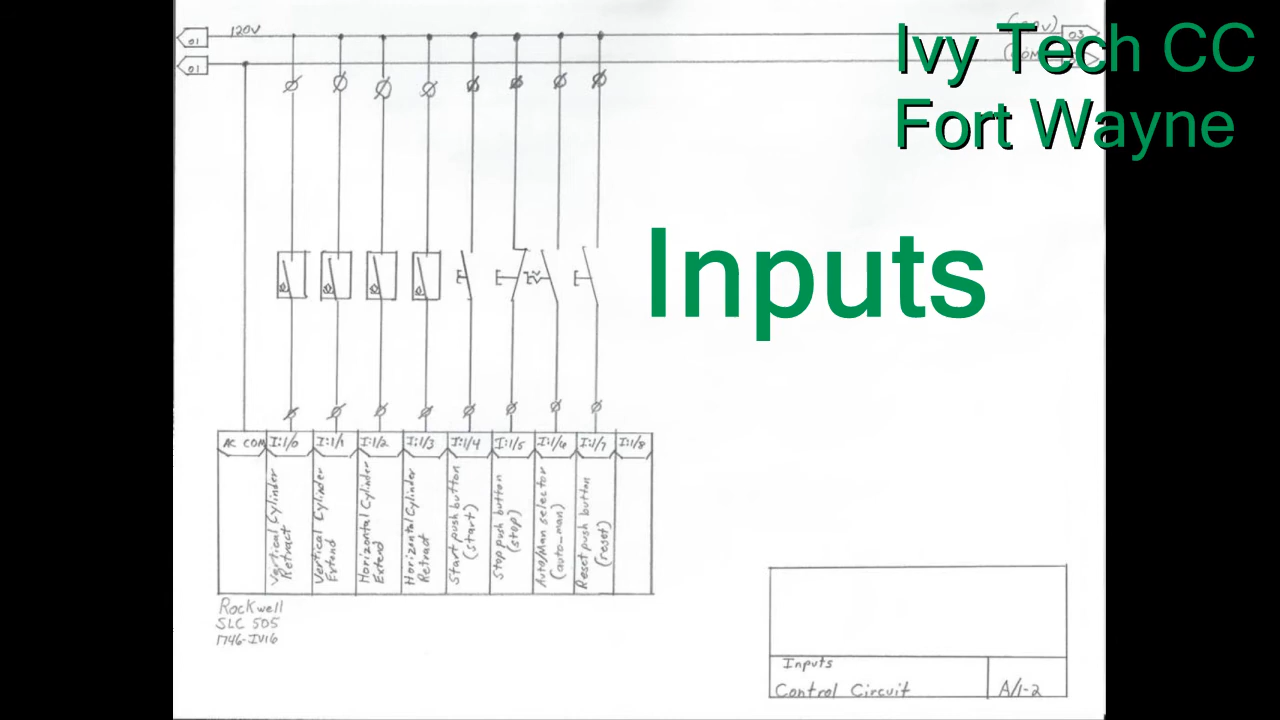 Ivy Tech CC
Fort Wayne
Inputs
01
120V
03
01
AC COM
I:1/0
I:1/1
I:1/2
I:1/3
I:1/4
I:1/5
I:1/6
I:1/7
I:1/8
Vertical Cylinder
Retract
Vertical Cylinder
Extend
Horizontal Cylinder
Extend
Horizontal Cylinder
Retract
Start push button
(start)
Stop push button
(stop)
Auto/Man selector
(auto_man)
Reset push button
(reset)
Rockwell
SLC 505
1746-IV16
Inputs
Control Circuit
A/1-2